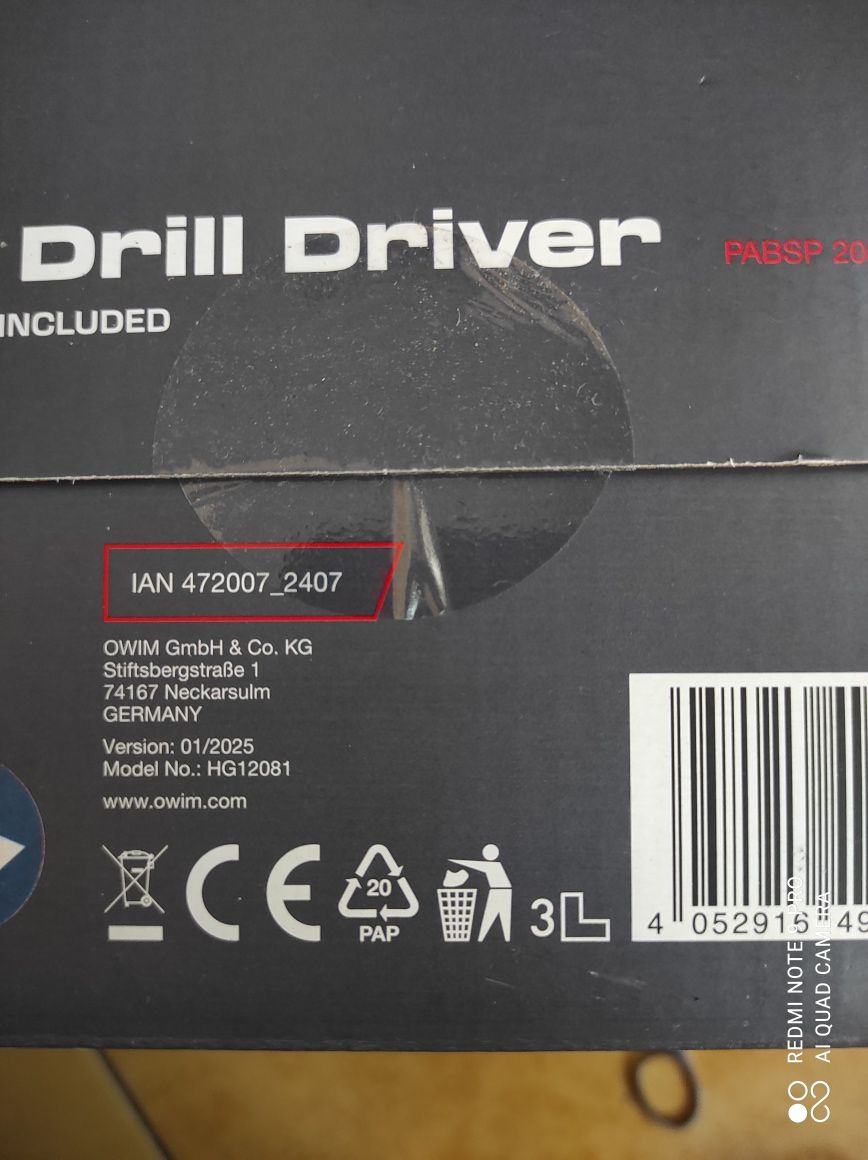 Drill Driver
PABSP 20
INCLUDED
IAN 472007_2407
OWIM GmbH & Co. KG
Stiftsbergstraße 1
74167 Neckarsulm
GERMANY
Version: 01/2025
Model No.: HG12081
www.owim.com
CE
20
PAP
3
4 052916 49
REDMI NOTE 8 PRO
AI QUAD CAMERA